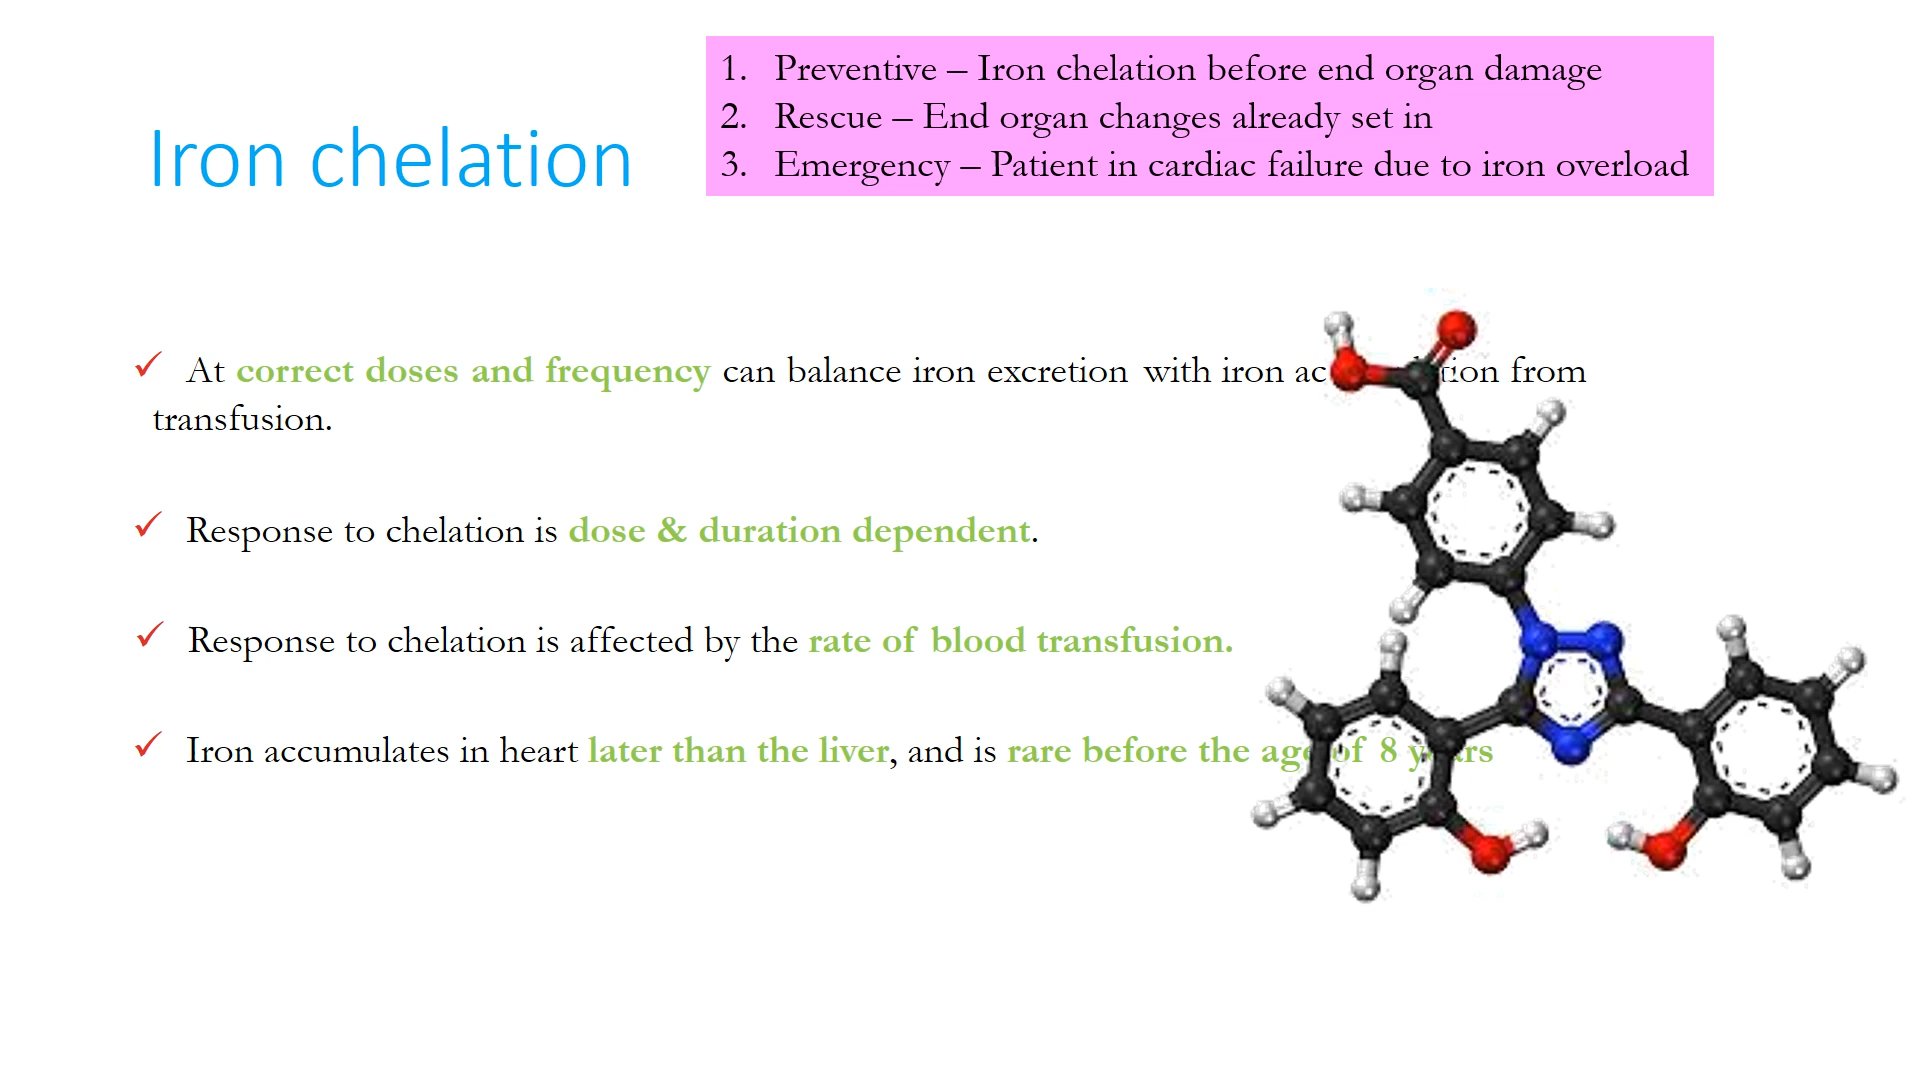 Iron chelation
1. Preventive – Iron chelation before end organ damage
2. Rescue – End organ changes already set in
3. Emergency – Patient in cardiac failure due to iron overload
✓ At correct doses and frequency can balance iron excretion with iron from
transfusion.
✓ Response to chelation is dose & duration dependent.
✓ Response to chelation is affected by the rate of blood transfusion.
✓ Iron accumulates in heart later than the liver, and is rare before the age of 8 years